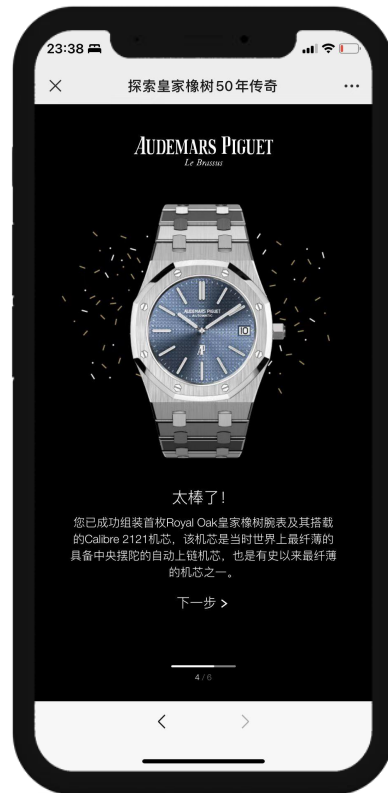 23:38
探索皇家橡树50年传奇
AUDEMARS PIGUET
Le Brassus
AUDEMARS PIGUET
AUTOMATIC
AP
10
太棒了！
您已成功组装首枚Royal Oak皇家橡树腕表及其搭载
的Calibre 2121机芯，该机芯是当时世界上最纤薄的
具备中央摆陀的自动上链机芯，也是有史以来最纤薄
的机芯之一。
下一步 >
4 / 6